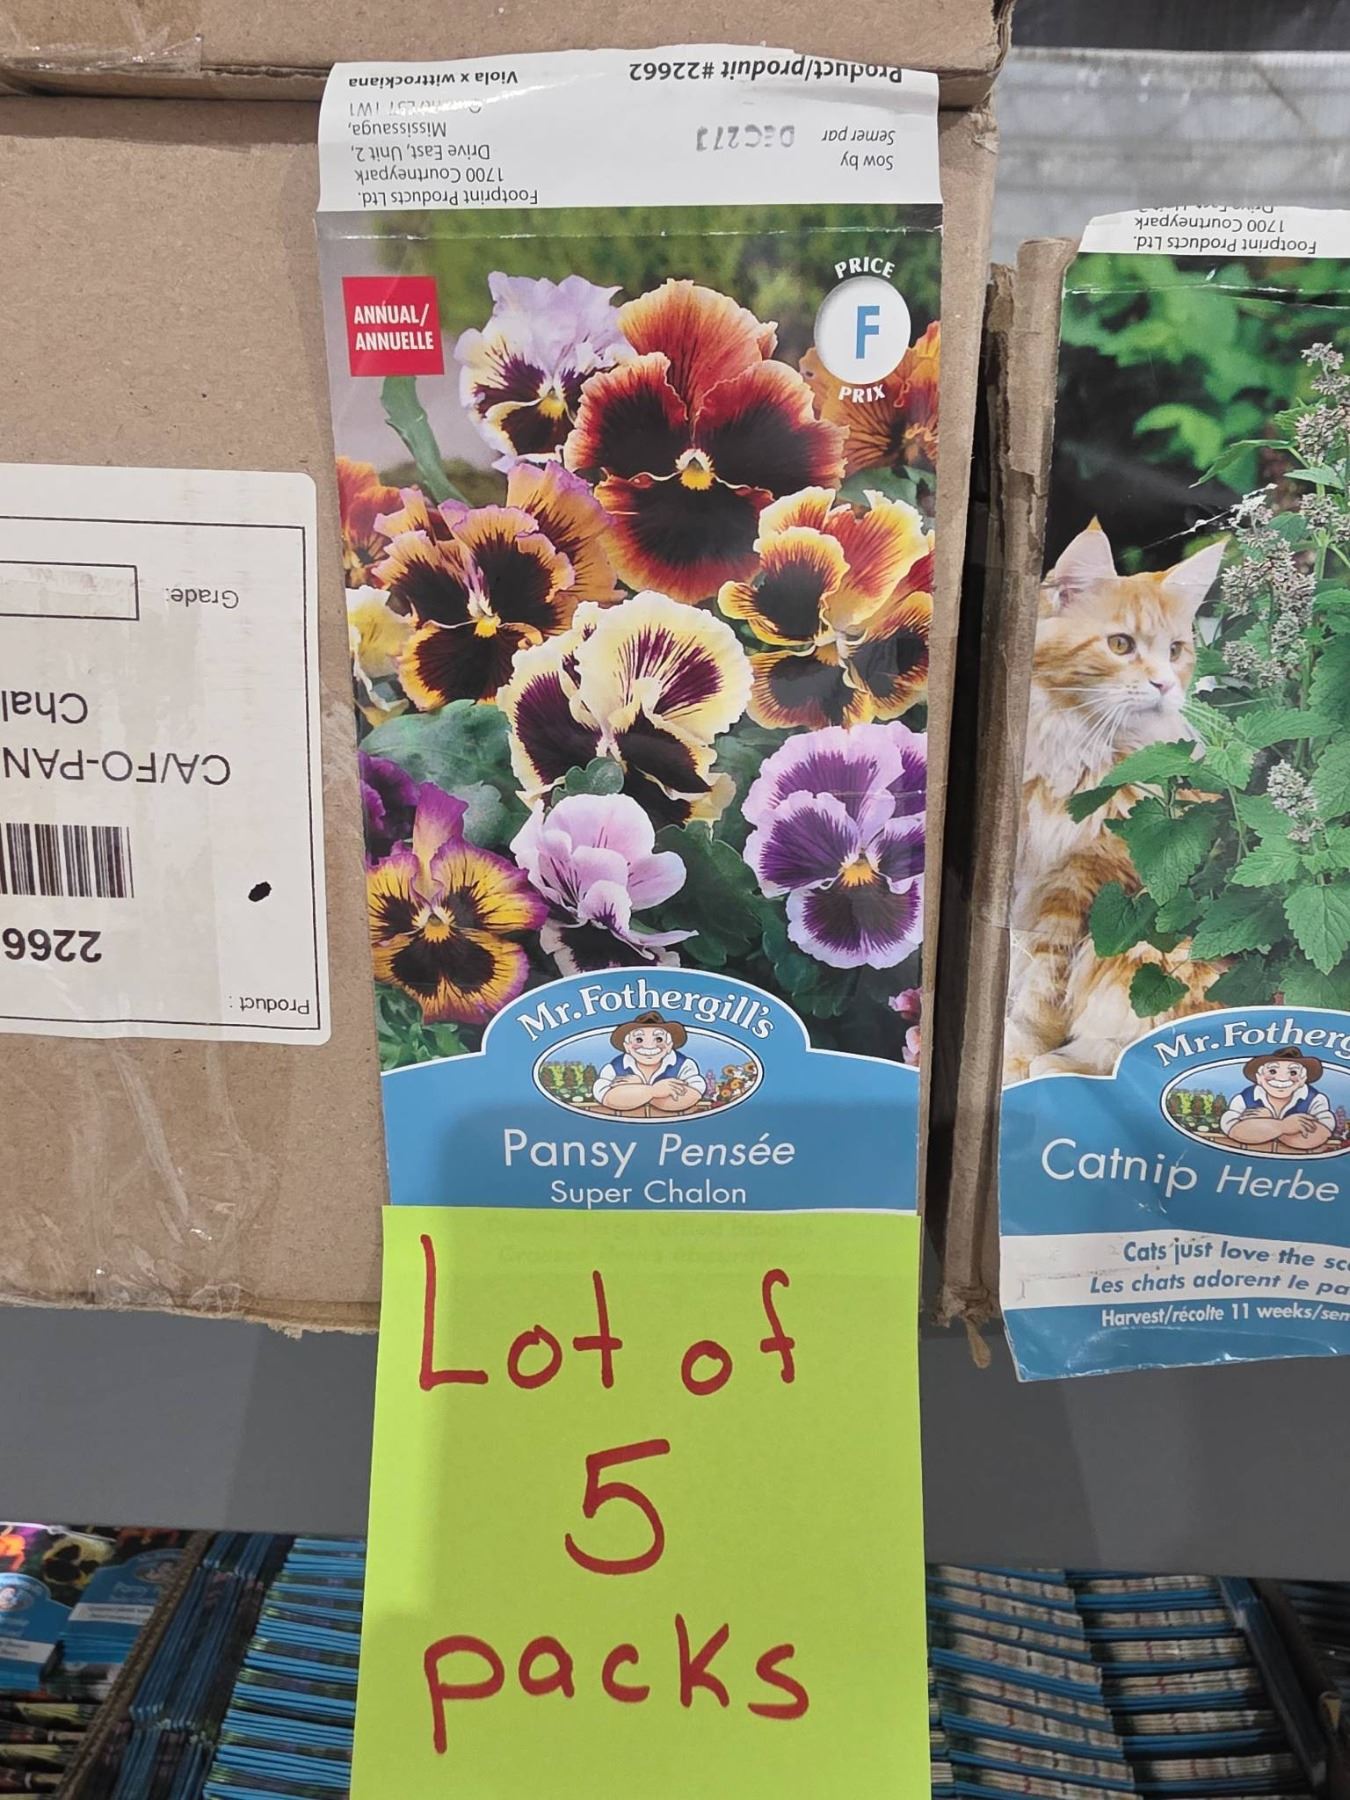 Product/produit #22662
Viola x wittrockiana
Sow by
Semer par
Footprint Products Ltd.
1700 Courtneypark
Drive East, Unit 2,
Mississauga,
ANNUAL/
ANNUELLE
PRICE
F
PRIX
Mr.Fothergill's
Pansy Pensée
Super Chalon
Lot of
5
packs
Product :
2266
CA/FO-PAN
Chal
Grade:
Footprint Products Ltd.
1700 Courtneypark
Mr.Fotherg
Catnip Herbe
Cats just love the sc
Les chats adorent le pa
Harvest/récolte 11 weeks/sem